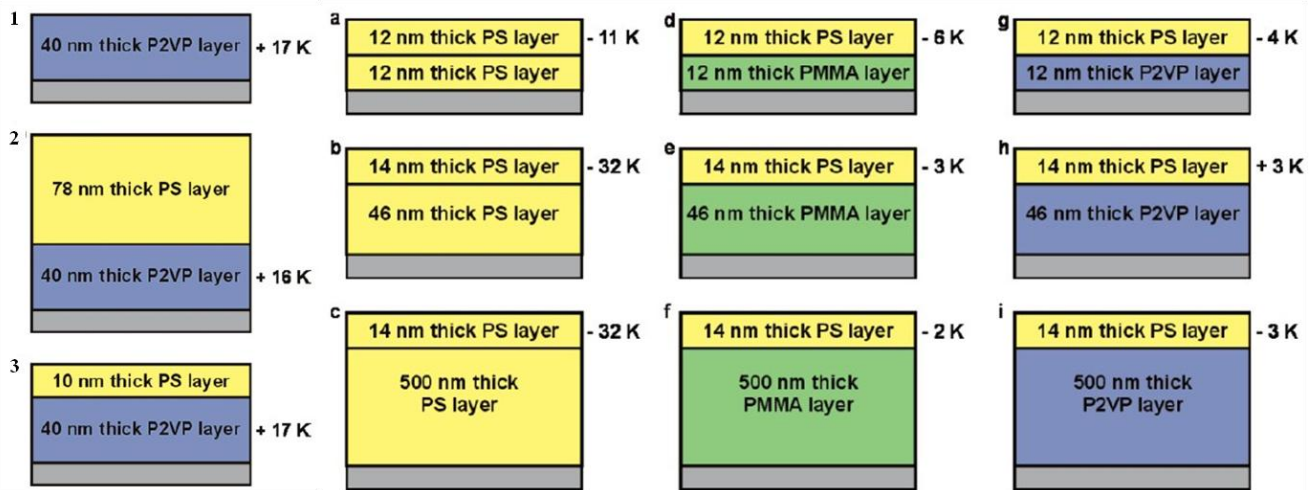 1
40 nm thick P2VP layer
+ 17 K
2
78 nm thick PS layer
40 nm thick P2VP layer
+ 16 K
3
10 nm thick PS layer
40 nm thick P2VP layer
+ 17 K
a
12 nm thick PS layer
- 11 K
12 nm thick PS layer
b
14 nm thick PS layer
- 32 K
46 nm thick PS layer
c
14 nm thick PS layer
- 32 K
500 nm thick
PS layer
d
12 nm thick PS layer
- 6 K
12 nm thick PMMA layer
e
14 nm thick PS layer
- 3 K
46 nm thick PMMA layer
f
14 nm thick PS layer
- 2 K
500 nm thick
PMMA layer
g
12 nm thick PS layer
- 4 K
12 nm thick P2VP layer
h
14 nm thick PS layer
+ 3 K
46 nm thick P2VP layer
i
14 nm thick PS layer
- 3 K
500 nm thick
P2VP layer